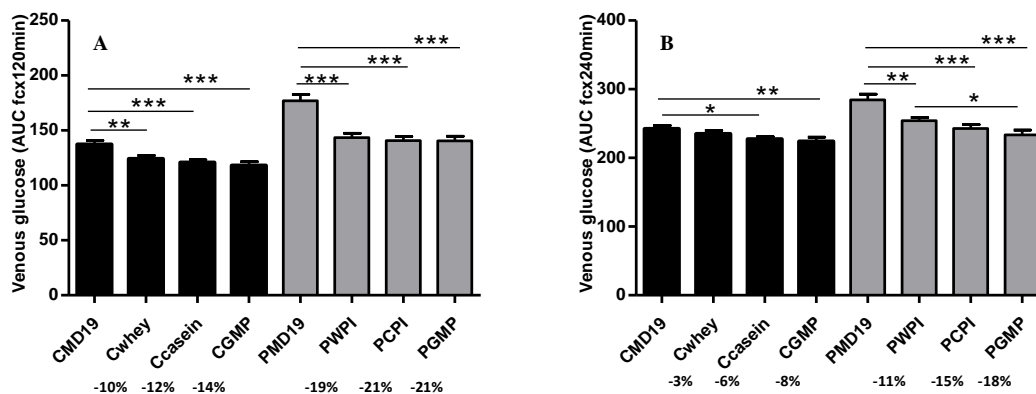 A
Venous glucose (AUC fcx120min)
250
200
150
100
50
0
***
***
**
***
***
***
CMD19
Cwhey
Ccasein
CGMP
PMD19
PWPI
PCPI
PGMP
-10% -12% -14% -19% -21% -21%
B
Venous glucose (AUC fcx240min)
400
300
200
100
0
**
*
***
***
**
*
CMD19
Cwhey
Ccasein
CGMP
PMD19
PWPI
PCPI
PGMP
-3% -6% -8% -11% -15% -18%